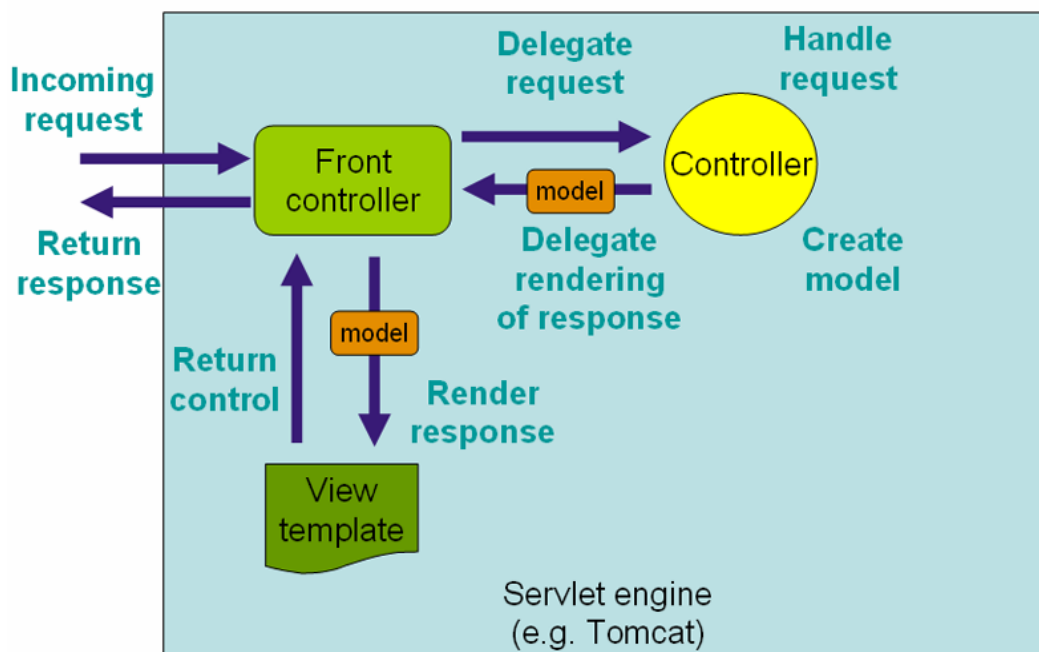 Incoming
request
Return
response
Front
controller
Delegate
request
Handle
request
Controller
model
Delegate
rendering
of response
Create
model
model
Return
control
Render
response
View
template
Servlet engine
(e.g. Tomcat)